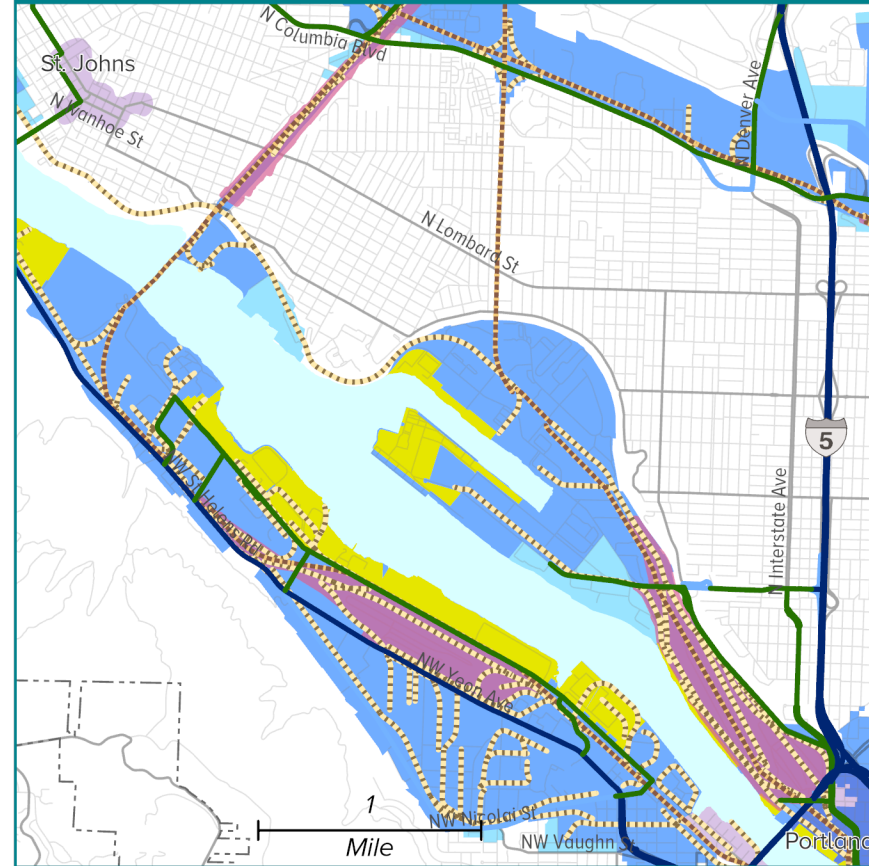 N Columbia Blvd
St. Johns
N Ivanhoe St
N Denver Ave
N Lombard St
5
NW St Helens Rd
N Interstate Ave
NW Yeon Ave
1
Mile
NW Nicolai St
NW Vaughn St
Portland